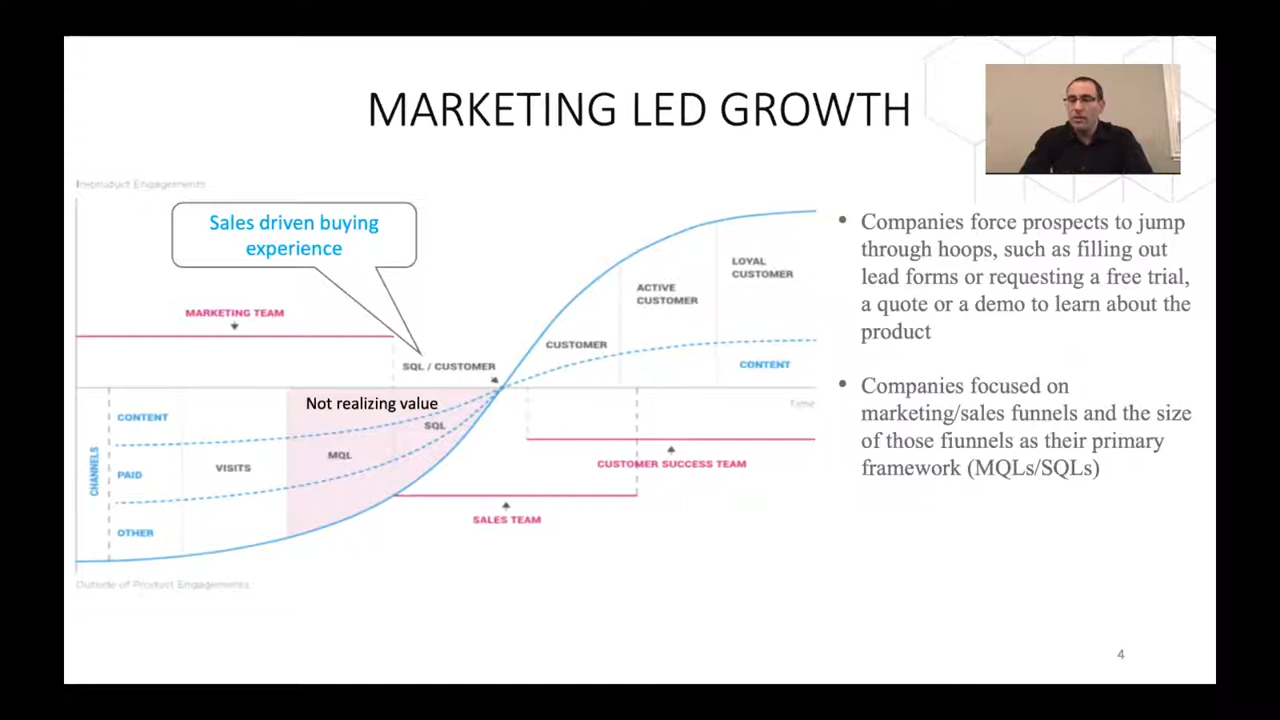 MARKETING LED GROWTH
In-product Engagements
Sales driven buying
experience
MARKETING TEAM
SQL / CUSTOMER
CUSTOMER
ACTIVE
CUSTOMER
LOYAL
CUSTOMER
CONTENT
Time
Not realizing value
CHANNELS
CONTENT
PAID
OTHER
VISITS
MQL
SQL
CUSTOMER SUCCESS TEAM
SALES TEAM
Outside of Product Engagements
• Companies force prospects to jump
through hoops, such as filling out
lead forms or requesting a free trial,
a quote or a demo to learn about the
product
• Companies focused on
marketing/sales funnels and the size
of those fiunnels as their primary
framework (MQLs/SQLs)
4